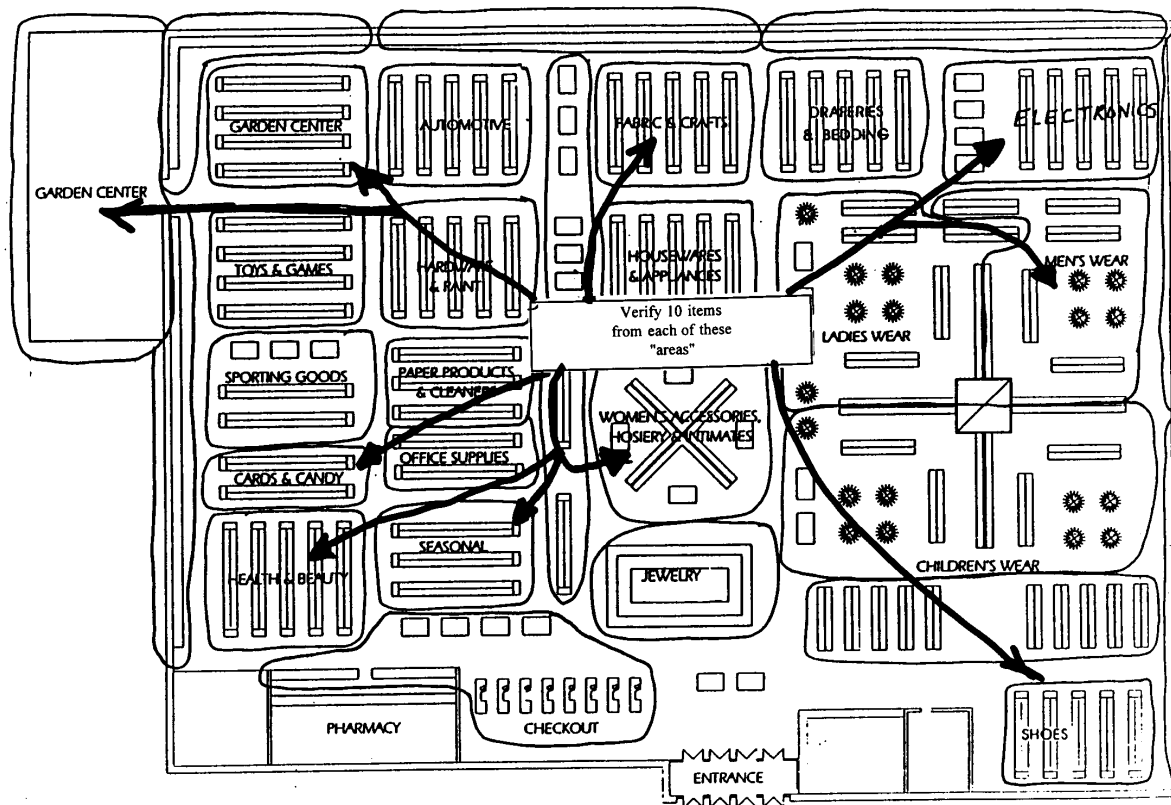 GARDEN CENTER
AUTOMOTIVE
FABRIC & CRAFTS
DRAPERIES
& BEDDING
ELECTRONICS
GARDEN CENTER
TOYS & GAMES
HARDWARE
& PAINT
HOUSEWARES
& APPLIANCES
MEN'S WEAR
LADIES WEAR
Verify 10 items
from each of these
"areas"
SPORTING GOODS
PAPER PRODUCTS
& CLEANERS
WOMEN'S ACCESSORIES,
HOSIERY & INTIMATES
CARDS & CANDY
OFFICE SUPPLIES
HEALTH & BEAUTY
SEASONAL
JEWELRY
CHILDREN'S WEAR
PHARMACY
CHECKOUT
SHOES
ENTRANCE